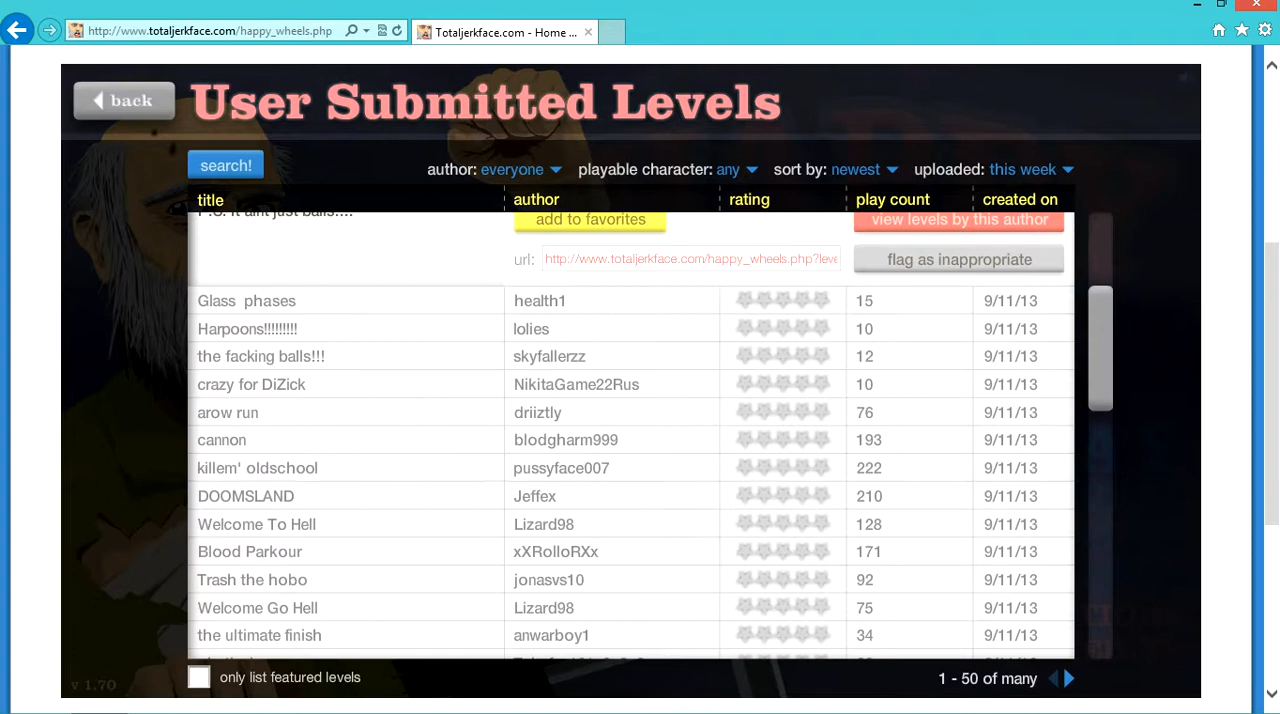 http://www.totaljerkface.com/happy_wheels.php
Totaljerkface.com - Home ...
back
User Submitted Levels
search!
author: everyone playable character: any sort by: newest uploaded: this week
title author rating play count created on
P.S. It aint just balls....
add to favorites
view levels by this author
url: http://www.totaljerkface.com/happy_wheels.php?leve
flag as inappropriate
Glass phases health1 15 9/11/13
Harpoons!!!!!!!!! lolies 10 9/11/13
the facking balls!!! skyfallerzz 12 9/11/13
crazy for DiZick NikitaGame22Rus 10 9/11/13
arow run driiztly 76 9/11/13
cannon blodgharm999 193 9/11/13
killem' oldschool pussyface007 222 9/11/13
DOOMSLAND Jeffex 210 9/11/13
Welcome To Hell Lizard98 128 9/11/13
Blood Parkour xXRolloRXx 171 9/11/13
Trash the hobo jonasvs10 92 9/11/13
Welcome Go Hell Lizard98 75 9/11/13
the ultimate finish anwarboy1 34 9/11/13
only list featured levels
1 - 50 of many
v 1.70